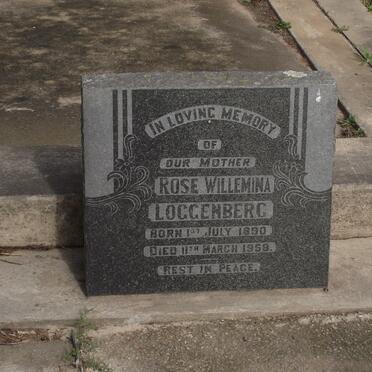 IN LOVING MEMORY
OF
OUR MOTHER
ROSE WILLEMINA
LOGGENBERG
BORN 1ST JULY 1890
DIED 11TH MARCH 1958.
REST IN PEACE.